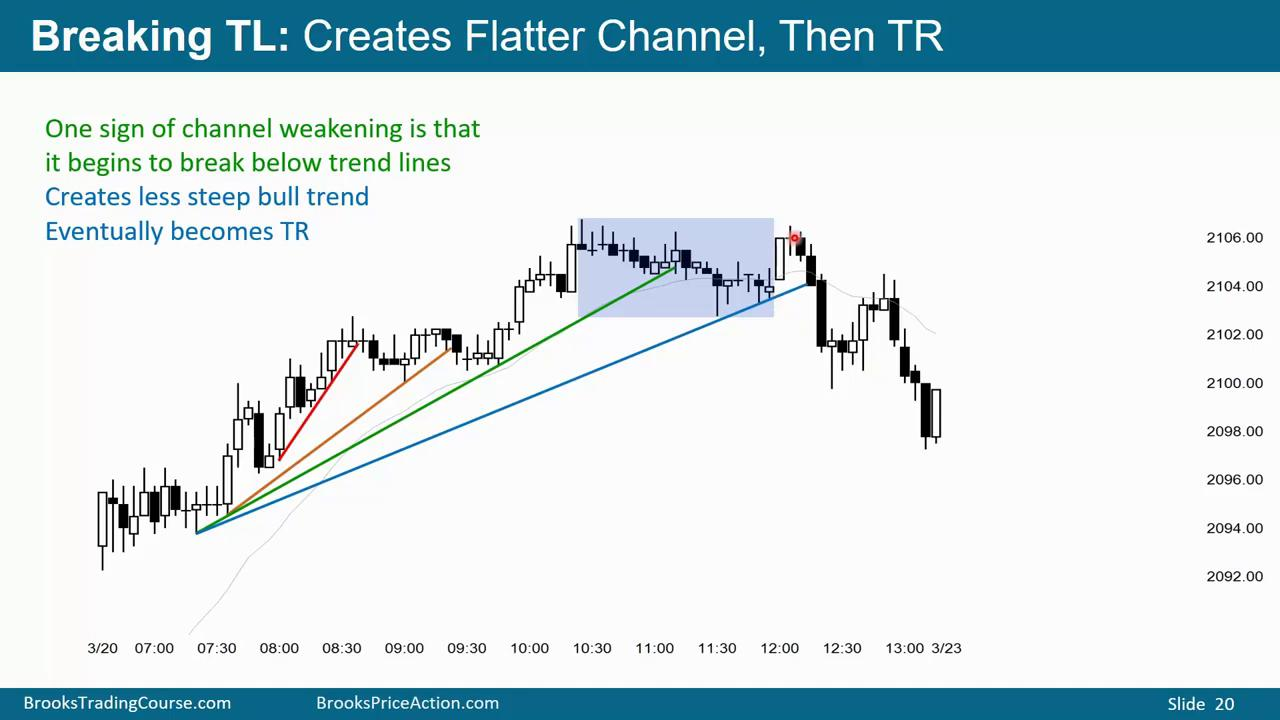 Breaking TL: Creates Flatter Channel, Then TR
One sign of channel weakening is that
it begins to break below trend lines
Creates less steep bull trend
Eventually becomes TR
2106.00
2104.00
2102.00
2100.00
2098.00
2096.00
2094.00
2092.00
3/20 07:00 07:30 08:00 08:30 09:00 09:30 10:00 10:30 11:00 11:30 12:00 12:30 13:00 3/23
BrooksTradingCourse.com BrooksPriceAction.com Slide 20